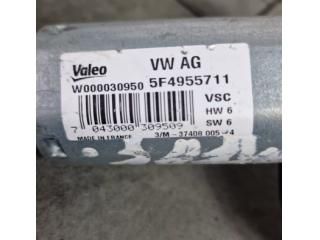 Valeo VW AG
W000030950 5F4955711
VSC
HW 6
SW 6
7 043000 309509
MADE IN FRANCE 3/M - 37408 005 - 4